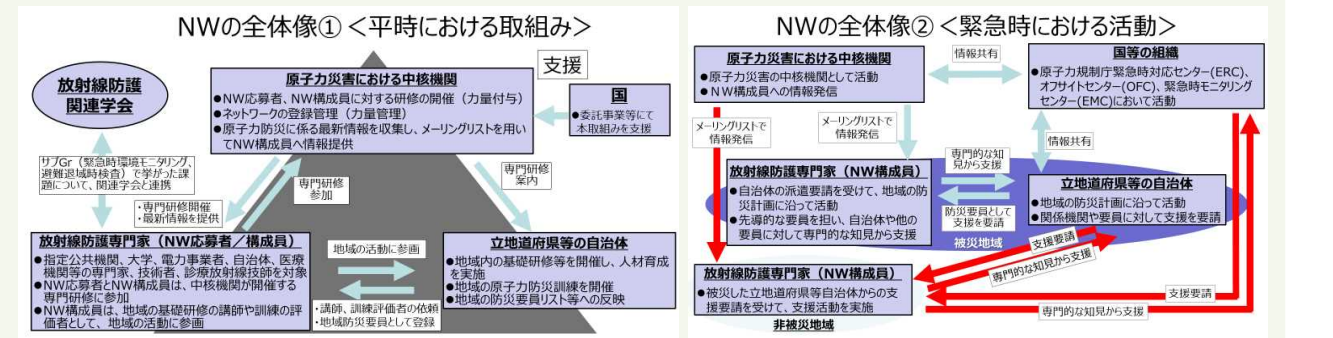 NWの全体像①<平時における取組み>
放射線防護
関連学会
原子力災害における中核機関
●NW応募者、NW構成員に対する研修の開催（力量付与）
●ネットワークの登録管理（力量管理）
●原子力防災に係る最新情報を収集し、メーリングリストを用い
てNW構成員へ情報提供
支援
国
●委託事業等にて
本取組みを支援
サブGr（緊急時環境モニタリング、
避難退域時検査）で挙がった課
題について、関連学会と連携
・専門研修開催
・最新情報を提供
専門研修
参加
専門研修
案内
放射線防護専門家（NW応募者／構成員）
●指定公共機関、大学、電力事業者、自治体、医療
機関等の専門家、技術者、診療放射線技師を対象
●NW応募者とNW構成員は、中核機関が開催する
専門研修に参加
●NW構成員は、地域の基礎研修の講師や訓練の評
価者として、地域の活動に参画
地域の活動に参画
・講師、訓練評価者の依頼
・地域防災要員として登録
立地道府県等の自治体
●地域内の基礎研修等を開催し、人材育成
を実施
●地域の原子力防災訓練を開催
●地域の防災要員リスト等への反映
NWの全体像②<緊急時における活動>
原子力災害における中核機関
●原子力災害の中核機関として活動
●NW構成員への情報発信
情報共有
国等の組織
●原子力規制庁緊急時対応センター(ERC)、
オフサイトセンター(OFC)、緊急時モニタリング
センター(EMC)において活動
メーリングリストで
情報発信
メーリングリストで
情報発信
情報共有
放射線防護専門家（NW構成員）
●自治体の派遣要請を受けて、地域の防
災計画に沿って活動
●先導的な要員を担い、自治体や他の
要員に対して専門的な知見から支援
専門的な知
見から支援
防災要員として
支援を要請
被災地域
立地道府県等の自治体
●地域の防災計画に沿って活動
●関係機関や要員に対して支援を要請
支援要請
専門的な知見から支援
放射線防護専門家（NW構成員）
●被災した立地道府県等自治体からの支
援要請を受けて、支援活動を実施
非被災地域
支援要請
専門的な知見から支援